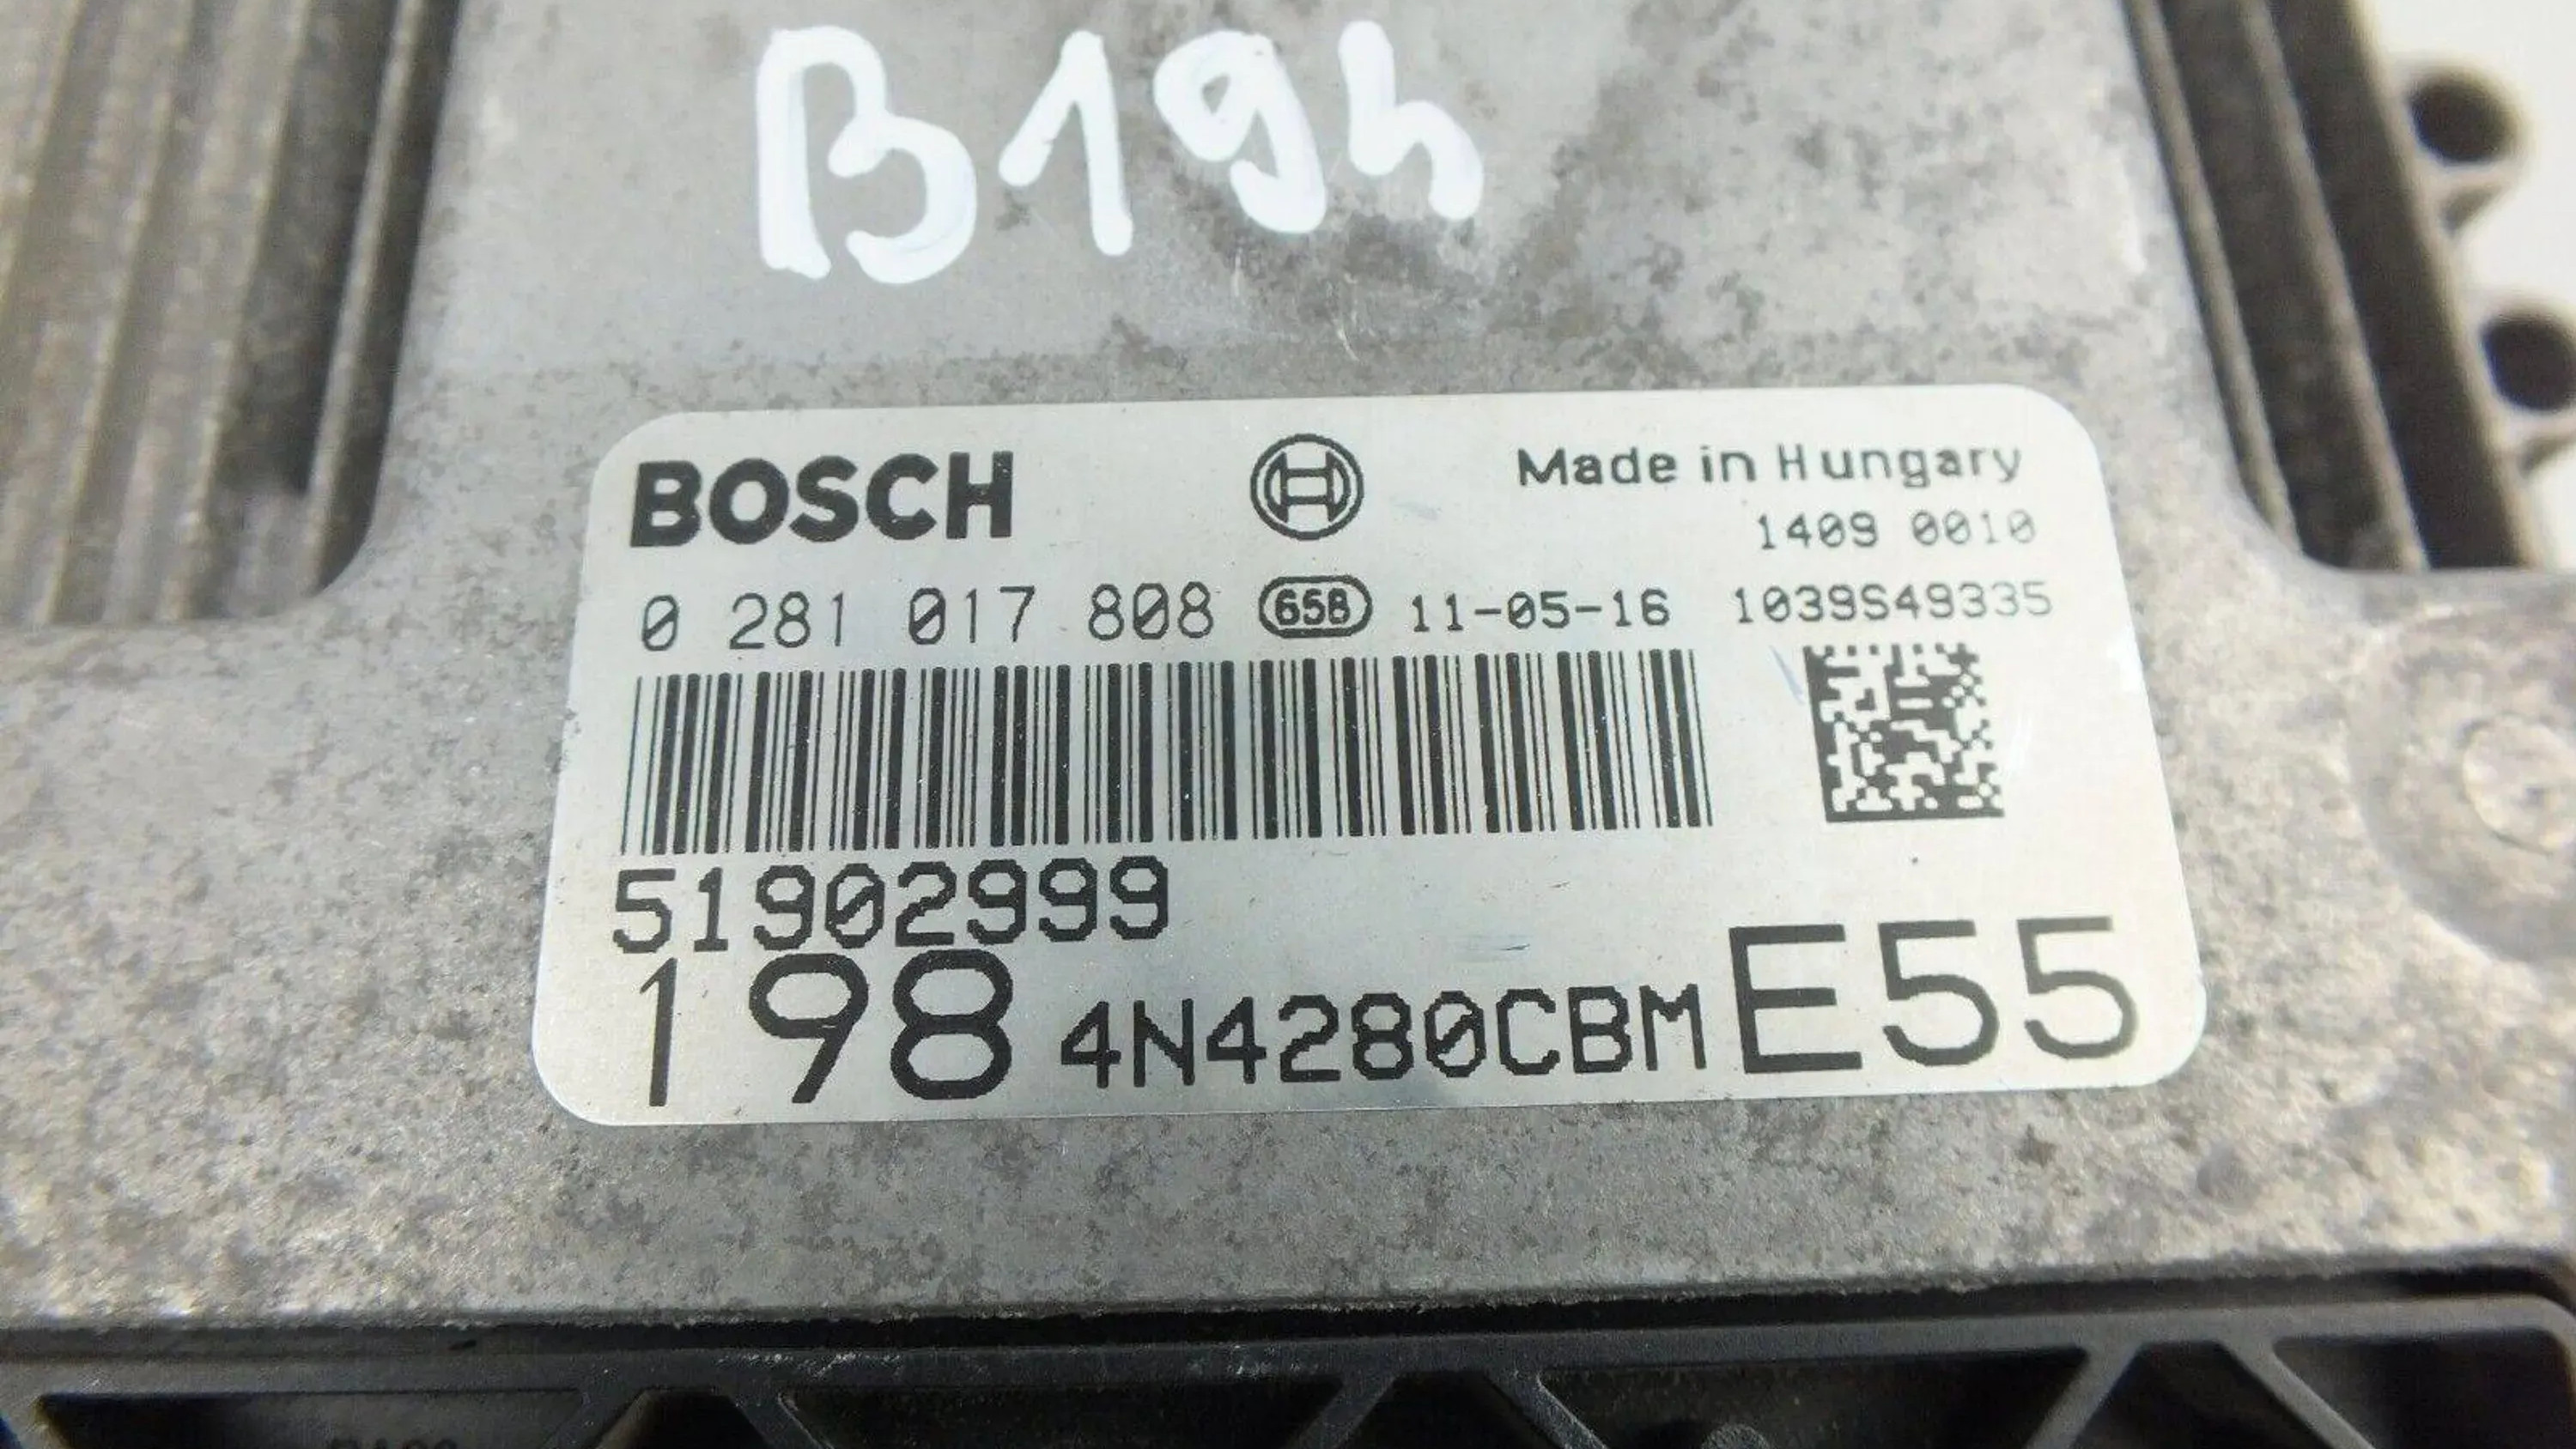 B19h
BOSCH
Made in Hungary
1409 0010
0 281 017 808 658 11-05-16 1039S49335
51902999
198 4N4280CBM E55